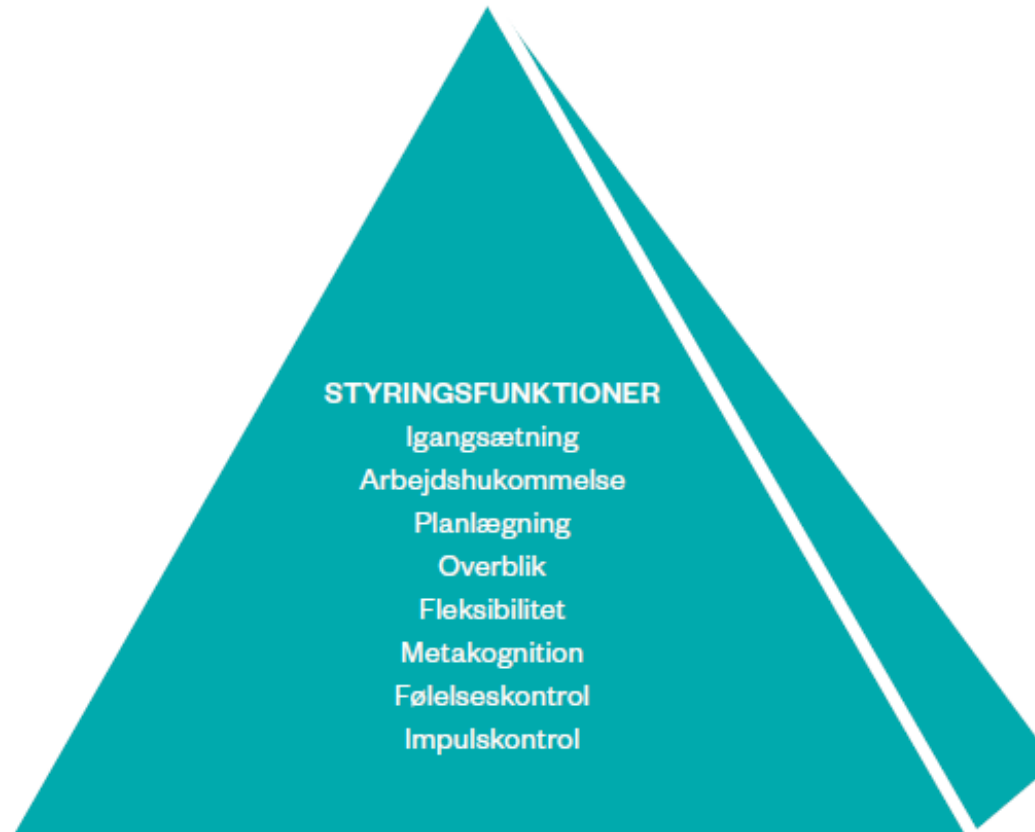 STYRINGSFUNKTIONER
Igangsætning
Arbejdshukommelse
Planlægning
Overblik
Fleksibilitet
Metakognition
Følelseskontrol
Impulskontrol